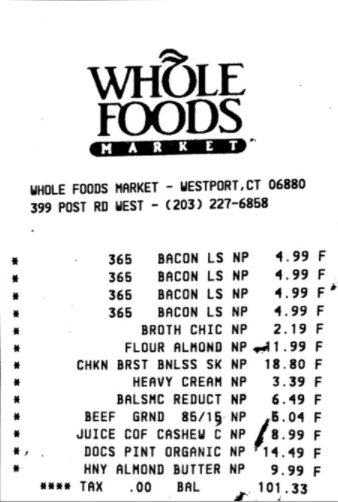 WHOLE
FOODS
MARKET
WHOLE FOODS MARKET - WESTPORT,CT 06880
399 POST RD WEST - (203) 227-6858
* 365 BACON LS NP 4.99 F
* 365 BACON LS NP 4.99 F
* 365 BACON LS NP 4.99 F
* 365 BACON LS NP 4.99 F
* BROTH CHIC NP 2.19 F
* FLOUR ALMOND NP 11.99 F
* CHKN BRST BNLSS SK NP 18.80 F
* HEAVY CREAM NP 3.39 F
* BALSMC REDUCT NP 6.49 F
* BEEF GRND 85/15 NP 5.04 F
* JUICE COF CASHEW C NP 8.99 F
* DOCS PINT ORGANIC NP 14.49 F
* HNY ALMOND BUTTER NP 9.99 F
**** TAX .00 BAL 101.33